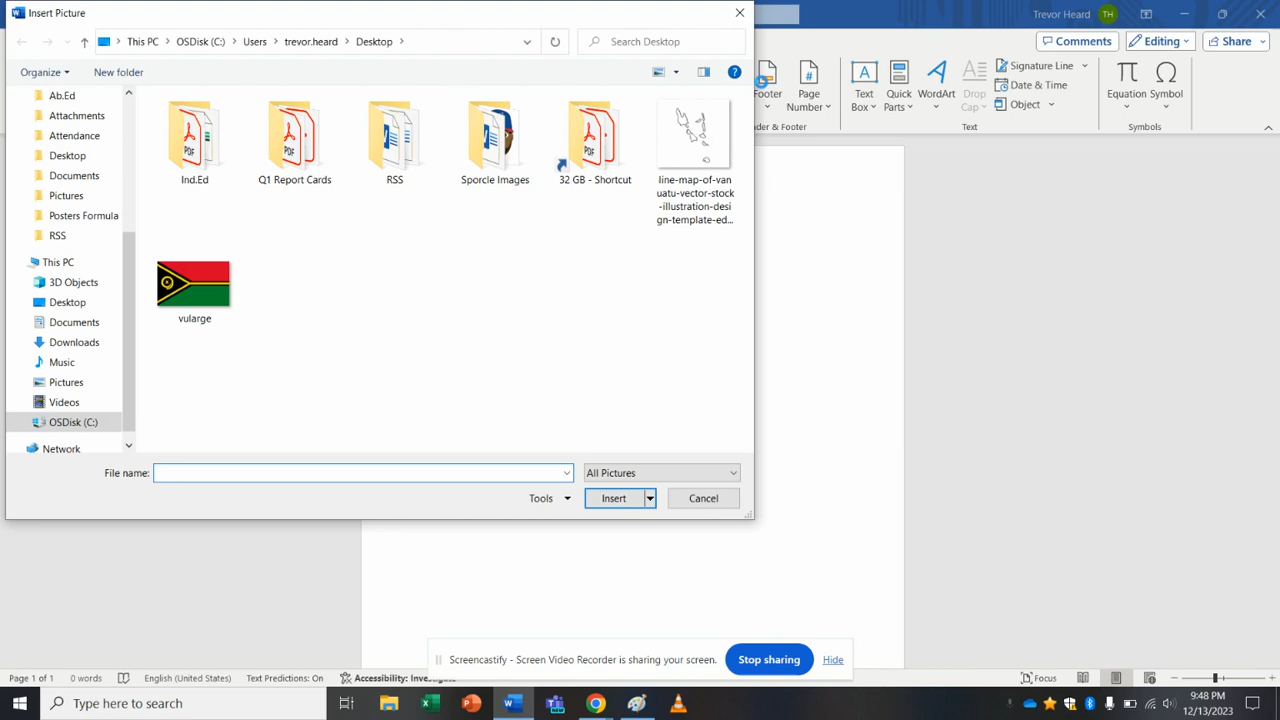 Insert Picture
Trevor Heard TH
This PC OSDisk (C:) Users trevor.heard Desktop
Search Desktop
Comments Editing Share
Organize New folder
Footer
Page
Number
Text
Box
Quick
Parts
WordArt
Drop
Cap
Signature Line
Date & Time
Object
Equation Symbol
der & Footer Text Symbols
Ab.Ed
Attachments
Attendance
Desktop
Documents
Pictures
Posters Formula
RSS
This PC
3D Objects
Desktop
Documents
Downloads
Music
Pictures
Videos
OSDisk (C:)
Network
Ind.Ed
Q1 Report Cards
RSS
Sporcle Images
32 GB - Shortcut
line-map-of-van
uatu-vector-stock
-illustration-desi
gn-template-ed...
vularge
File name:
All Pictures
Tools Insert Cancel
Screencastify - Screen Video Recorder is sharing your screen. Stop sharing Hide
Page 1 of 1 0 words English (United States) Text Predictions: On Accessibility: Investigate Focus
Type here to search
9:48 PM
12/13/2023